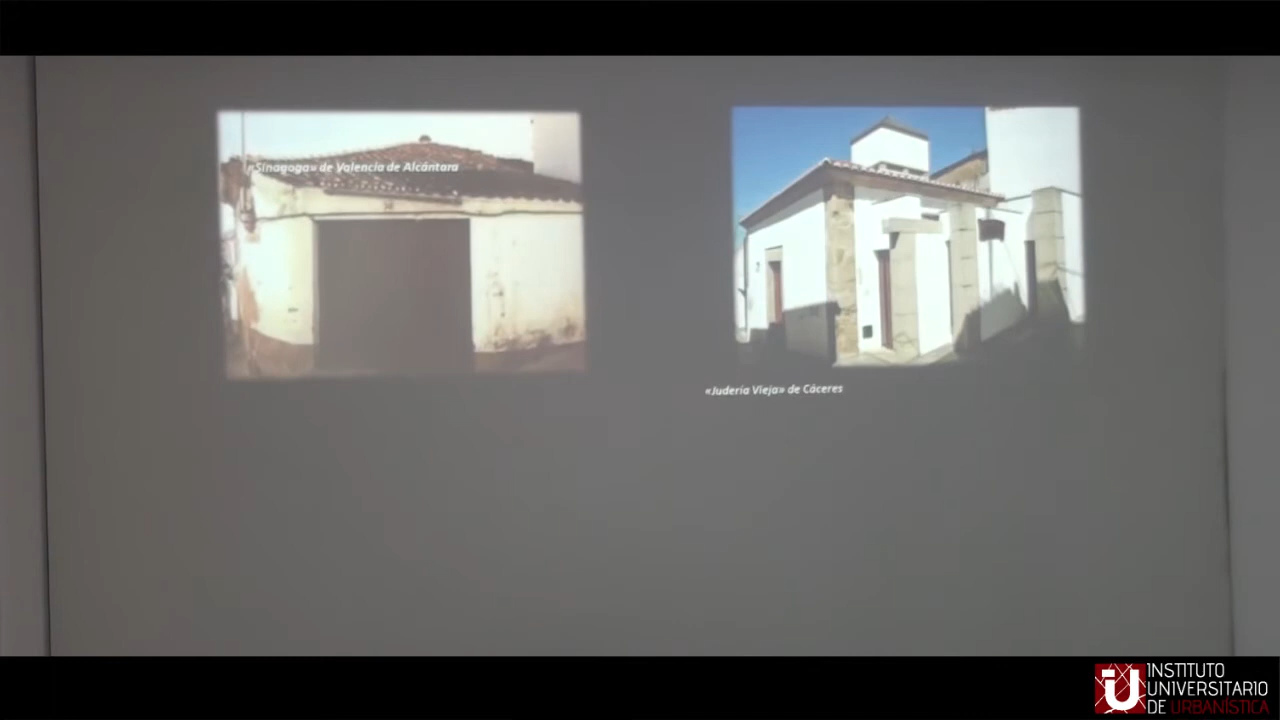 «Sinagoga» de Valencia de Alcántara
«Judería Vieja» de Cáceres
INSTITUTO
UNIVERSITARIO
DE URBANÍSTICA